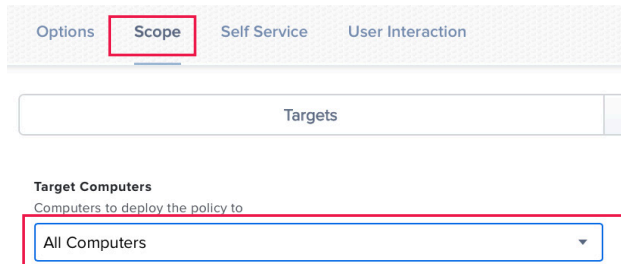 Options Scope Self Service User Interaction
Targets
Target Computers
Computers to deploy the policy to
All Computers